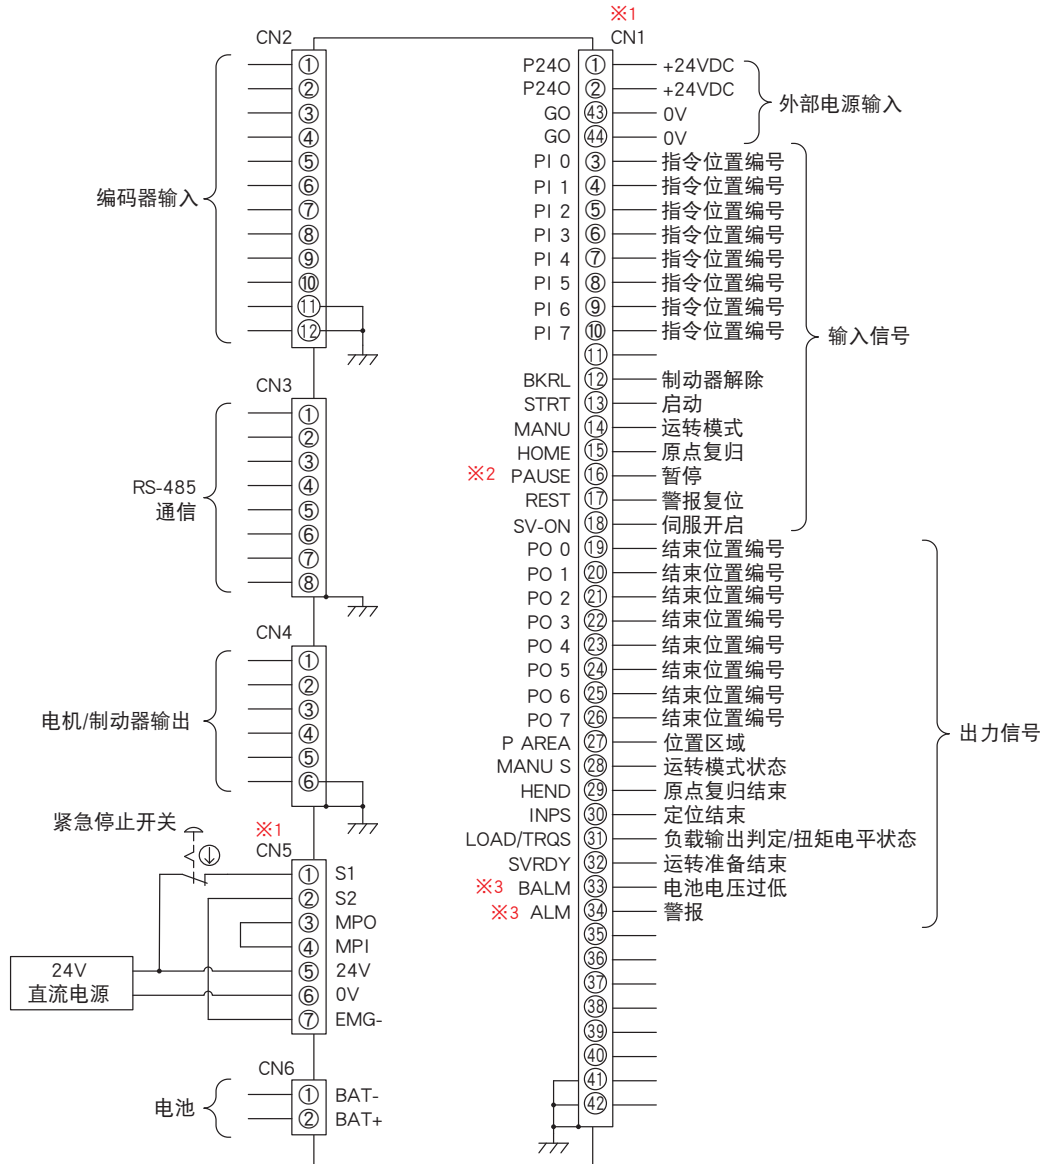 ※1
CN2
CN1
① ① P24O ① +24VDC
② P24O ② +24VDC
外部电源输入
③ GO ㊸ 0V
④ GO ㊹ 0V
⑤ PI 0 ③ 指令位置编号
⑥ PI 1 ④ 指令位置编号
编码器输入
⑦ PI 2 ⑤ 指令位置编号
⑧ PI 3 ⑥ 指令位置编号
⑨ PI 4 ⑦ 指令位置编号
⑩ PI 5 ⑧ 指令位置编号
⑪ PI 6 ⑨ 指令位置编号
⑫ PI 7 ⑩ 指令位置编号
输入信号
⑪
CN3
BKRL ⑫ 制动器解除
① STRT ⑬ 启动
② MANU ⑭ 运转模式
③ HOME ⑮ 原点复归
RS-485
通信
④ ※2 PAUSE ⑯ 暂停
⑤ REST ⑰ 警报复位
⑥ SV-ON ⑱ 伺服开启
⑦ PO 0 ⑲ 结束位置编号
⑧ PO 1 ⑳ 结束位置编号
PO 2 ㉑ 结束位置编号
CN4
PO 3 ㉒ 结束位置编号
① PO 4 ㉓ 结束位置编号
② PO 5 ㉔ 结束位置编号
③ PO 6 ㉕ 结束位置编号
电机/制动器输出
④ PO 7 ㉖ 结束位置编号
⑤ P AREA ㉗ 位置区域
出力信号
⑥ MANU S ㉘ 运转模式状态
HEND ㉙ 原点复归结束
紧急停止开关
INPS ㉚ 定位结束
※1
CN5
LOAD/TRQS ㉛ 负载输出判定/扭矩电平状态
① S1 SVRDY ㉜ 运转准备结束
② S2 ※3 BALM ㉝ 电池电压过低
③ MPO ※3 ALM ㉞ 警报
④ MPI ㉟
24V
直流电源
⑤ 24V ㊱
⑥ 0V ㊲
⑦ EMG- ㊳
㊴
CN6
㊵
电池
① BAT- ㊶
② BAT+ ㊷